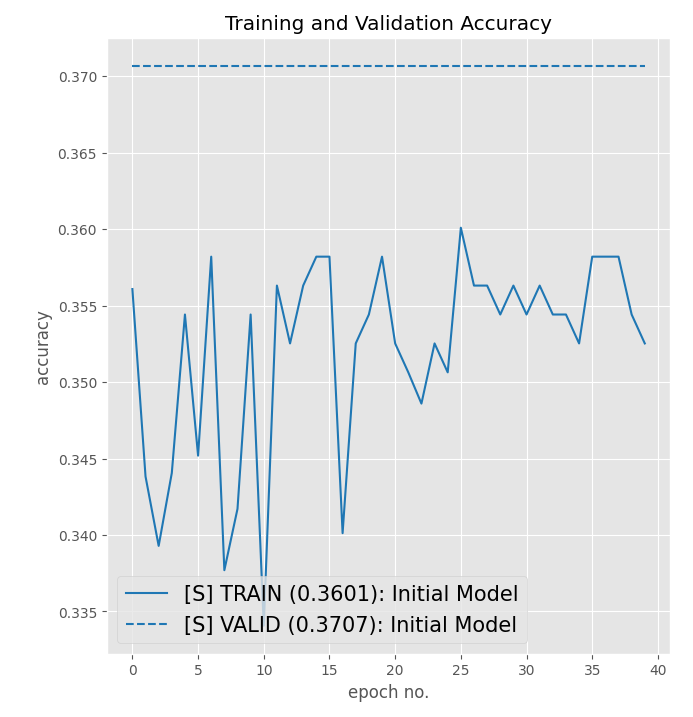 Training and Validation Accuracy
0.370
0.365
0.360
0.355
0.350
0.345
0.340
0.335
accuracy
[S] TRAIN (0.3601): Initial Model
[S] VALID (0.3707): Initial Model
0 5 10 15 20 25 30 35 40
epoch no.